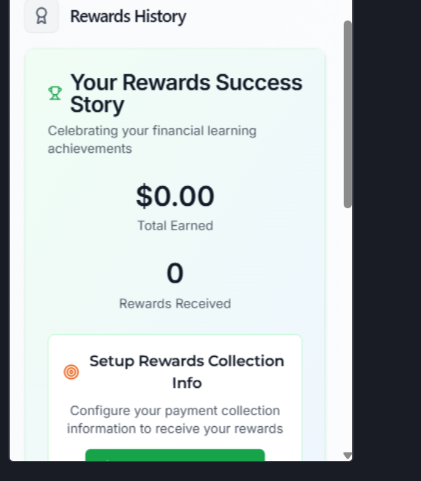 Rewards History
Your Rewards Success
Story
Celebrating your financial learning
achievements
$0.00
Total Earned
0
Rewards Received
Setup Rewards Collection
Info
Configure your payment collection
information to receive your rewards